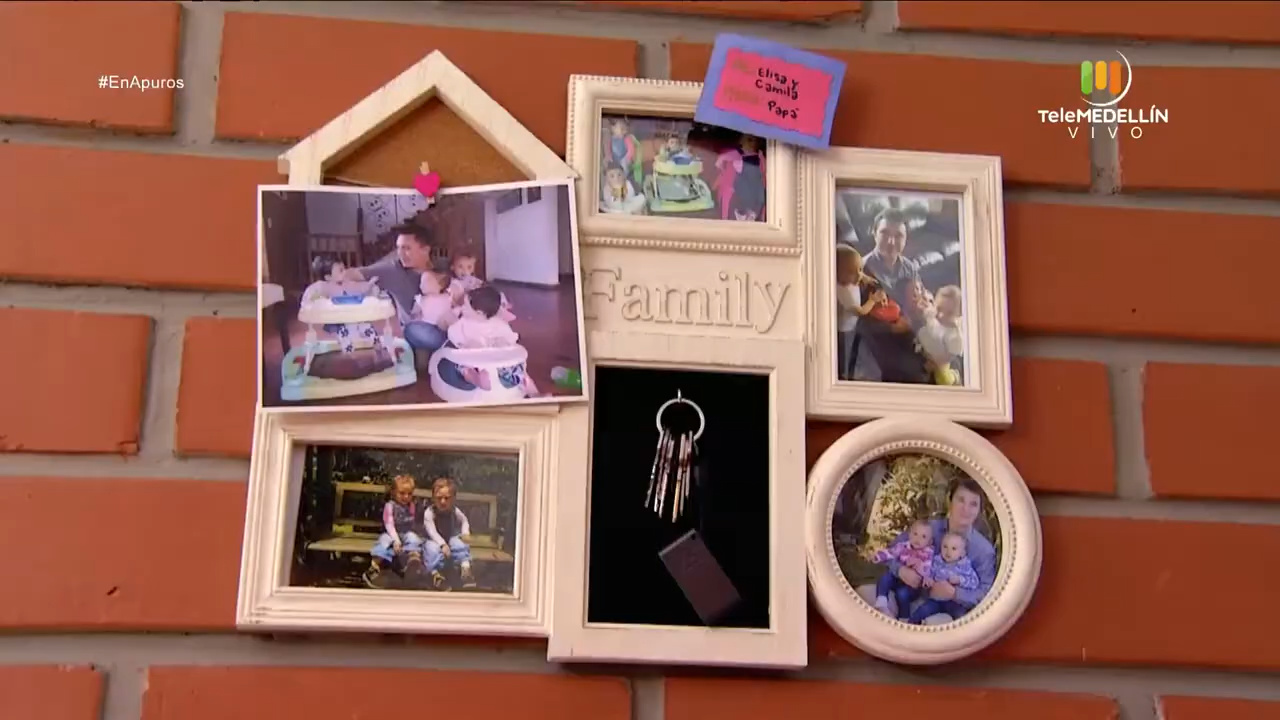 #EnApuros
Elisa y
Camila
Papá
TeleMEDELLÍN
VIVO
Family